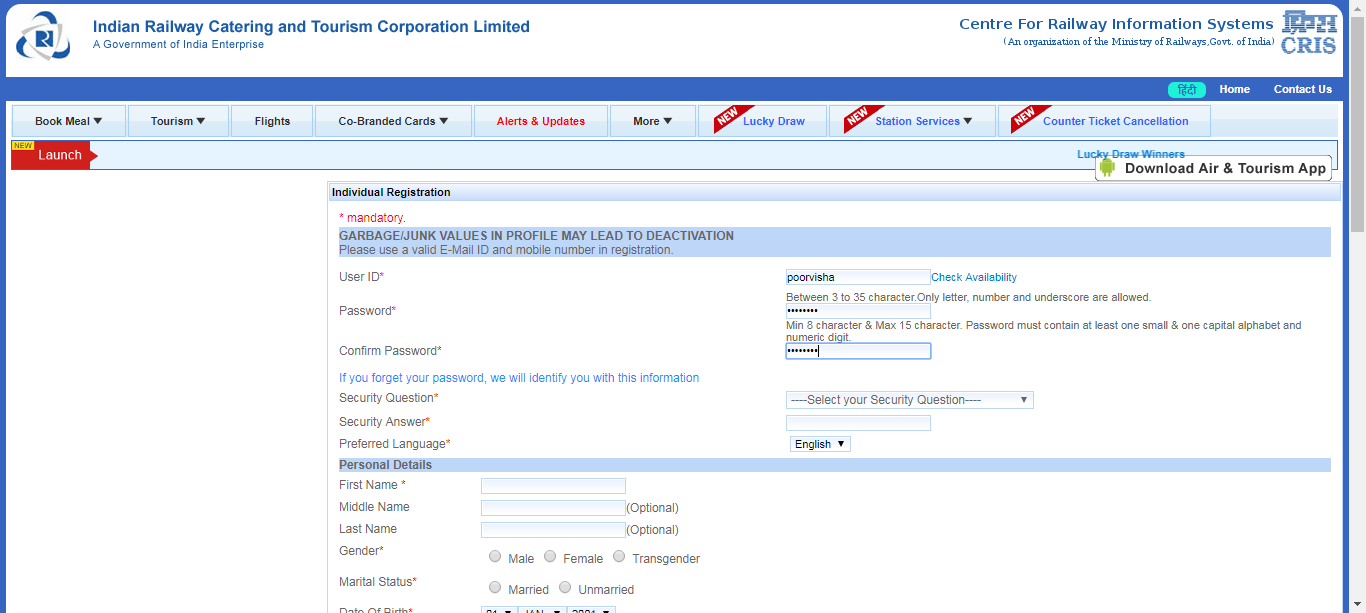 Indian Railway Catering and Tourism Corporation Limited
A Government of India Enterprise
Centre For Railway Information Systems
(An organization of the Ministry of Railways,Govt. of India)
क्रिस
CRIS
हिंदी Home Contact Us
Book Meal Tourism Flights Co-Branded Cards Alerts & Updates More NEW Lucky Draw NEW Station Services NEW Counter Ticket Cancellation
NEW
Launch
Lucky Draw Winners
Download Air & Tourism App
Individual Registration
* mandatory.
GARBAGE/JUNK VALUES IN PROFILE MAY LEAD TO DEACTIVATION
Please use a valid E-Mail ID and mobile number in registration.
User ID* poorvisha Check Availability
Between 3 to 35 character.Only letter, number and underscore are allowed.
Password* ••••••••
Min 8 character & Max 15 character. Password must contain at least one small & one capital alphabet and
numeric digit.
Confirm Password* ••••••••
If you forget your password, we will identify you with this information
Security Question* ----Select your Security Question----
Security Answer*
Preferred Language* English
Personal Details
First Name *
Middle Name (Optional)
Last Name (Optional)
Gender* Male Female Transgender
Marital Status* Married Unmarried
Date Of Birth* 01 JAN 2001